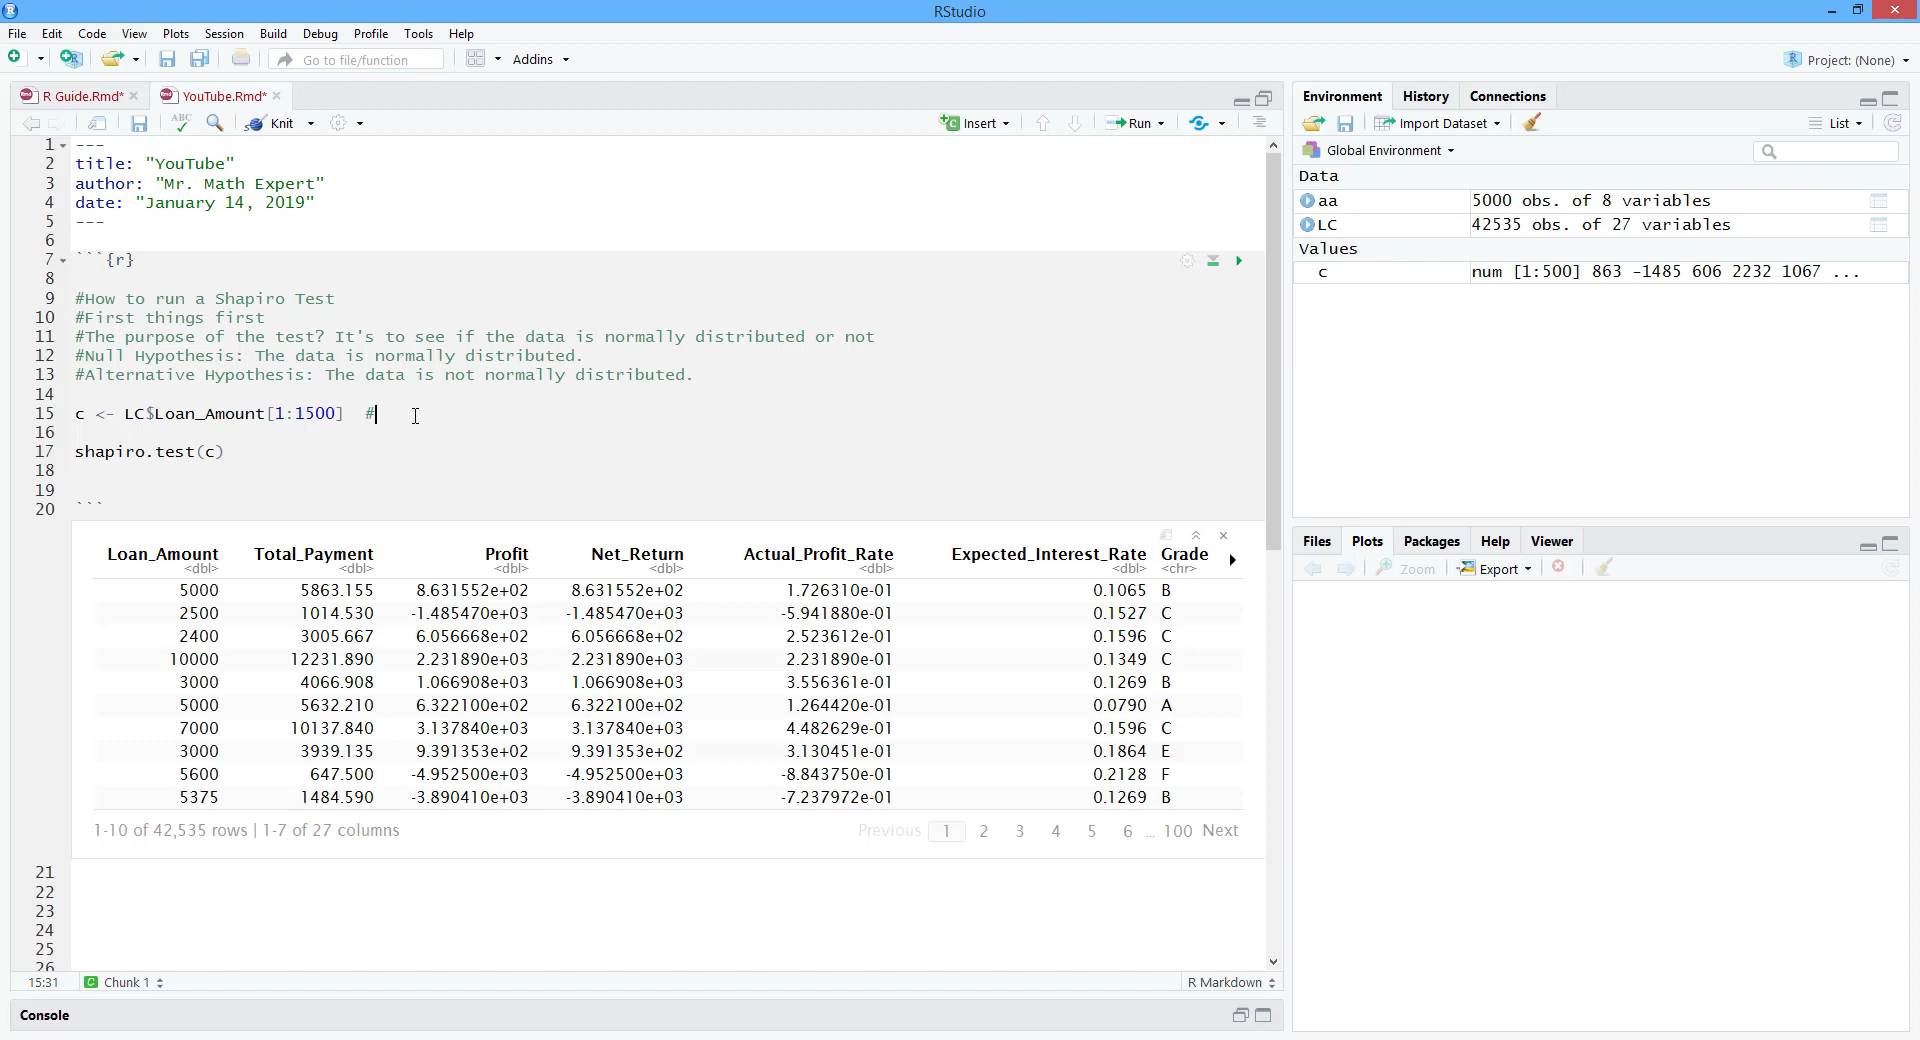 RStudio
File Edit Code View Plots Session Build Debug Profile Tools Help
Go to file/function Addins Project: (None)
R Guide.Rmd* YouTube.Rmd*
ABC Knit Insert Run
1 ---
2 title: "YouTube"
3 author: "Mr. Math Expert"
4 date: "January 14, 2019"
5 ---
6
7 ```{r}
8
9 #How to run a Shapiro Test
10 #First things first
11 #The purpose of the test? It's to see if the data is normally distributed or not
12 #Null Hypothesis: The data is normally distributed.
13 #Alternative Hypothesis: The data is not normally distributed.
14
15 c <- LC$Loan_Amount[1:1500]  #
16
17 shapiro.test(c)
18
19
20 ```
Loan_Amount Total_Payment Profit Net_Return Actual_Profit_Rate Expected_Interest_Rate Grade
<dbl> <dbl> <dbl> <dbl> <dbl> <dbl> <chr>
5000 5863.155 8.631552e+02 8.631552e+02 1.726310e-01 0.1065 B
2500 1014.530 -1.485470e+03 -1.485470e+03 -5.941880e-01 0.1527 C
2400 3005.667 6.056668e+02 6.056668e+02 2.523612e-01 0.1596 C
10000 12231.890 2.231890e+03 2.231890e+03 2.231890e-01 0.1349 C
3000 4066.908 1.066908e+03 1.066908e+03 3.556361e-01 0.1269 B
5000 5632.210 6.322100e+02 6.322100e+02 1.264420e-01 0.0790 A
7000 10137.840 3.137840e+03 3.137840e+03 4.482629e-01 0.1596 C
3000 3939.135 9.391353e+02 9.391353e+02 3.130451e-01 0.1864 E
5600 647.500 -4.952500e+03 -4.952500e+03 -8.843750e-01 0.2128 F
5375 1484.590 -3.890410e+03 -3.890410e+03 -7.237972e-01 0.1269 B
1-10 of 42,535 rows | 1-7 of 27 columns Previous 1 2 3 4 5 6 ... 100 Next
21
22
23
24
25
26
15:31 Chunk 1 R Markdown
Console
Environment History Connections
Import Dataset List
Global Environment
Data
aa 5000 obs. of 8 variables
LC 42535 obs. of 27 variables
Values
c num [1:500] 863 -1485 606 2232 1067 ...
Files Plots Packages Help Viewer
Zoom Export